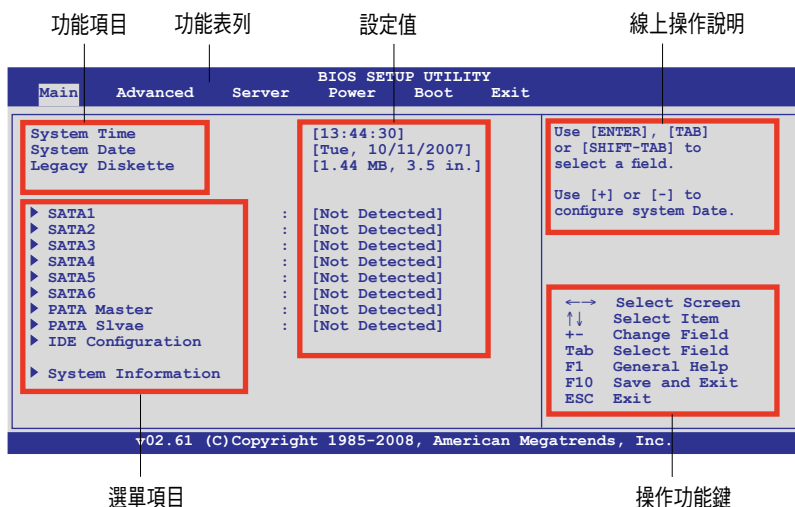 功能項目 功能表列 設定值 線上操作說明
BIOS SETUP UTILITY
Main Advanced Server Power Boot Exit
System Time [13:44:30]
System Date [Tue, 10/11/2007]
Legacy Diskette [1.44 MB, 3.5 in.]
SATA1 : [Not Detected]
SATA2 : [Not Detected]
SATA3 : [Not Detected]
SATA4 : [Not Detected]
SATA5 : [Not Detected]
SATA6 : [Not Detected]
PATA Master : [Not Detected]
PATA Slvae : [Not Detected]
IDE Configuration
System Information
Use [ENTER], [TAB]
or [SHIFT-TAB] to
select a field.
Use [+] or [-] to
configure system Date.
←→ Select Screen
↑↓ Select Item
+- Change Field
Tab Select Field
F1 General Help
F10 Save and Exit
ESC Exit
v02.61 (C)Copyright 1985-2008, American Megatrends, Inc.
選單項目 操作功能鍵